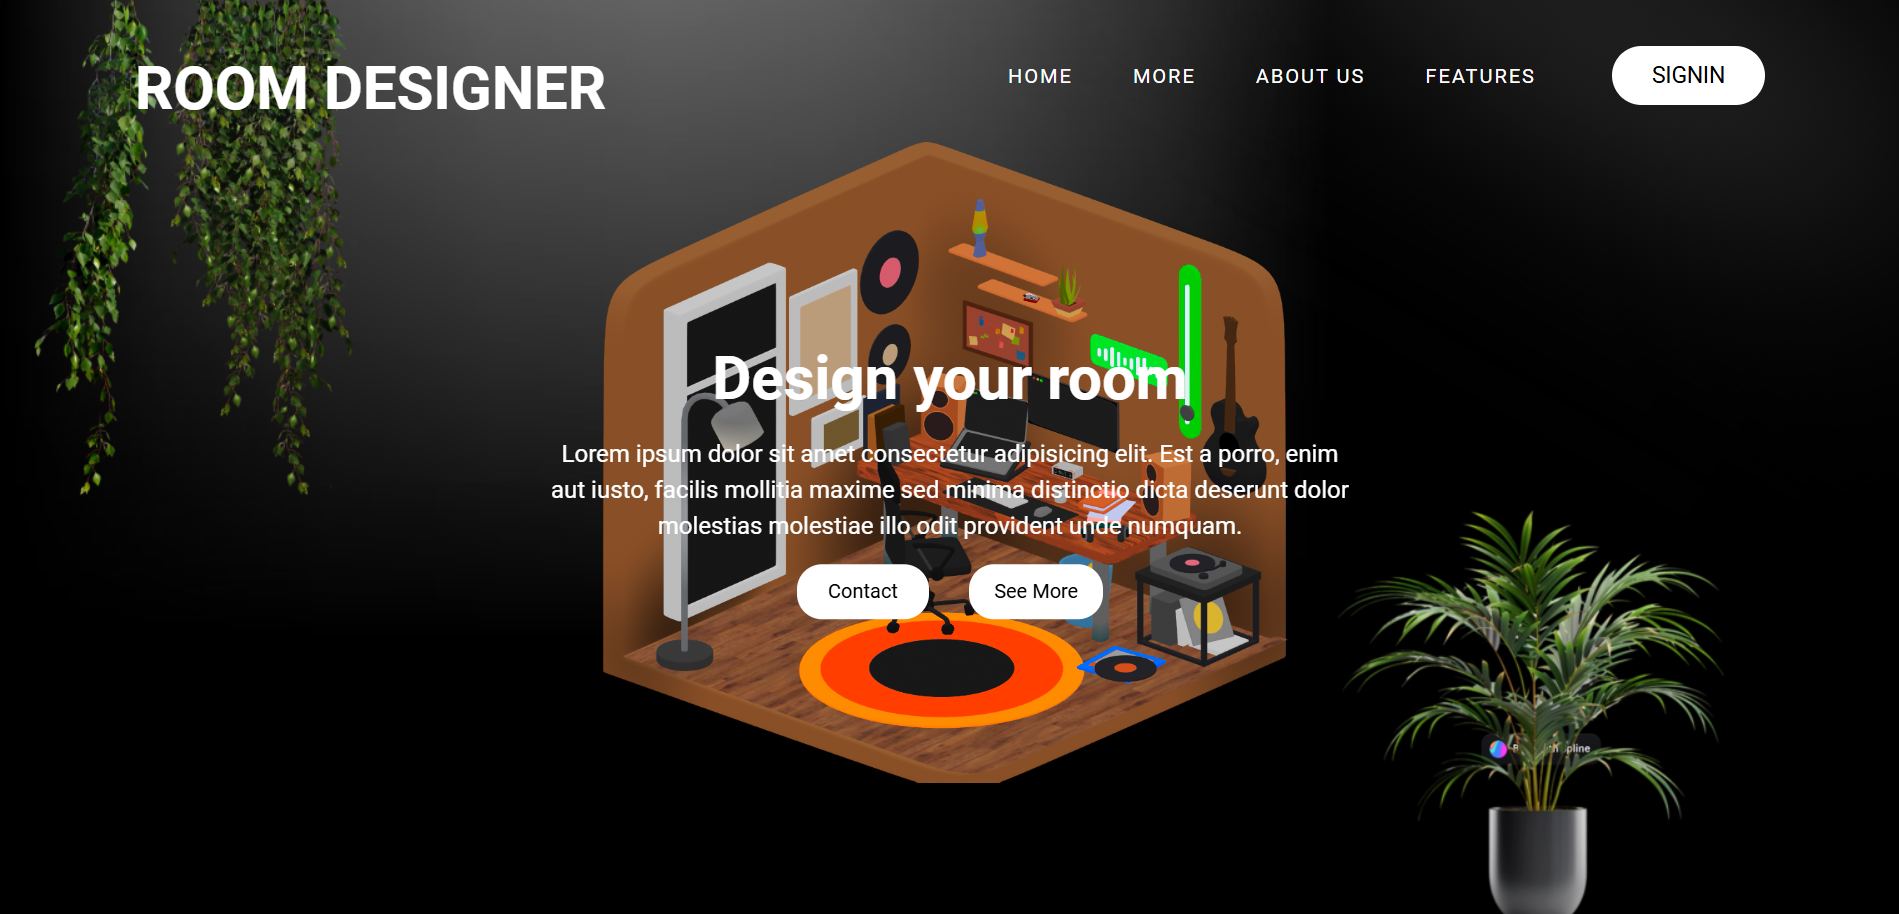 ROOM DESIGNER
HOME
MORE
ABOUT US
FEATURES
SIGNIN
Design your room
Lorem ipsum dolor sit amet consectetur adipisicing elit. Est a porro, enim
aut iusto, facilis mollitia maxime sed minima distinctio dicta deserunt dolor
molestias molestiae illo odit provident unde numquam.
Contact
See More